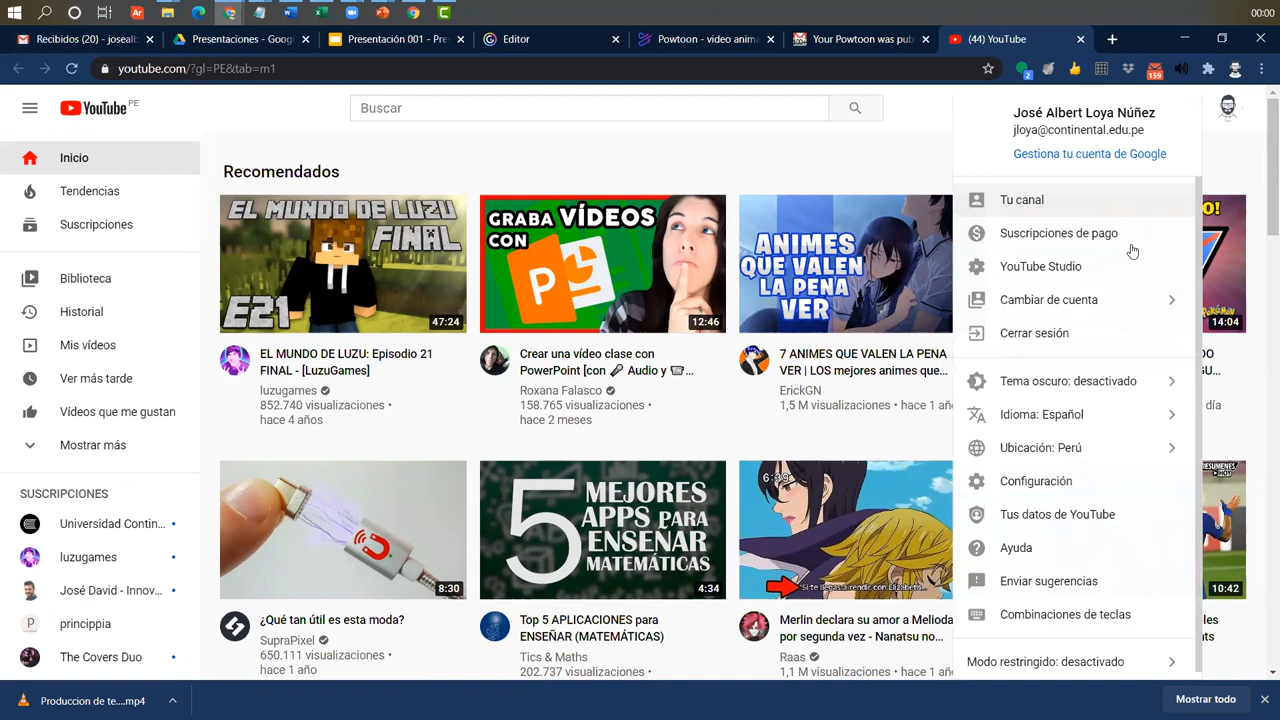 00:00
Recibidos (20) - josealb
Presentaciones - Google
Presentación 001 - Power
Editor
Powtoon - video anima
Your Powtoon was pub
(44) YouTube
youtube.com/?gl=PE&tab=m1
2
159
YouTube PE
Buscar
José Albert Loya Núñez
jloya@continental.edu.pe
Gestiona tu cuenta de Google
Inicio
Tendencias
Suscripciones
Biblioteca
Historial
Mis vídeos
Ver más tarde
Vídeos que me gustan
Mostrar más
SUSCRIPCIONES
Universidad Contin...
luzugames
José David - Innov...
P
princippia
The Covers Duo
Recomendados
EL MUNDO DE LUZU
FINAL
E21
47:24
EL MUNDO DE LUZU: Episodio 21
FINAL - [LuzuGames]
luzugames
852.740 visualizaciones •
hace 4 años
GRABA VÍDEOS
CON
P
12:46
Crear una vídeo clase con
PowerPoint [con 🎤 Audio y 📹...
Roxana Falasco
158.765 visualizaciones •
hace 2 meses
ANIMES
QUE VALEN
LA PENA
VER
7 ANIMES QUE VALEN LA PENA
VER | LOS mejores animes que...
ErickGN
1,5 M visualizaciones • hace 1 año
14:04
8:30
¿Qué tan útil es esta moda?
SupraPixel
650.111 visualizaciones •
hace 1 año
5 MEJORES
APPS PARA
ENSEÑAR
MATEMÁTICAS
4:34
Top 5 APLICACIONES para
ENSEÑAR (MATEMÁTICAS)
Tics & Maths
202.737 visualizaciones •
Merlin declara su amor a Melioda
por segunda vez - Nanatsu no...
Raas
1,1 M visualizaciones •
10:42
Tu canal
Suscripciones de pago
YouTube Studio
Cambiar de cuenta
Cerrar sesión
Tema oscuro: desactivado
Idioma: Español
Ubicación: Perú
Configuración
Tus datos de YouTube
Ayuda
Enviar sugerencias
Combinaciones de teclas
Modo restringido: desactivado
Produccion de te....mp4
Mostrar todo